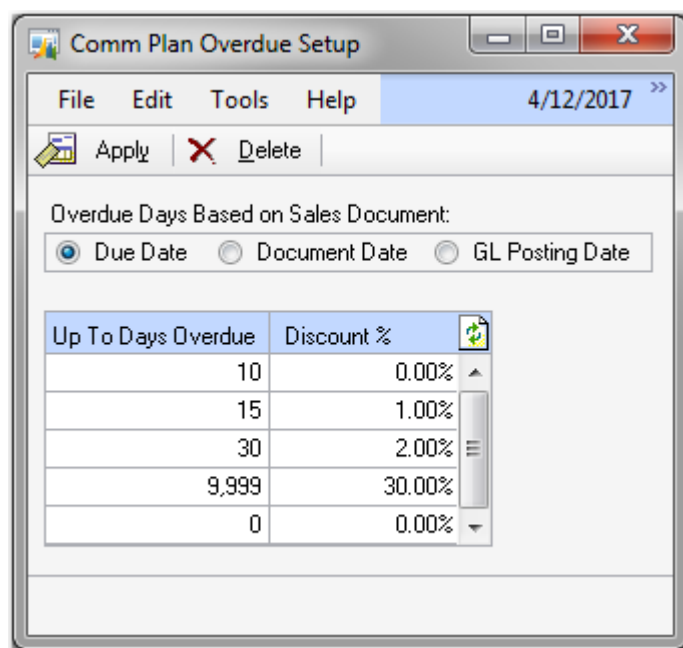 Comm Plan Overdue Setup
File Edit Tools Help 4/12/2017 »
Apply Delete
Overdue Days Based on Sales Document:
Due Date Document Date GL Posting Date
Up To Days Overdue Discount %
10 0.00%
15 1.00%
30 2.00%
9,999 30.00%
0 0.00%